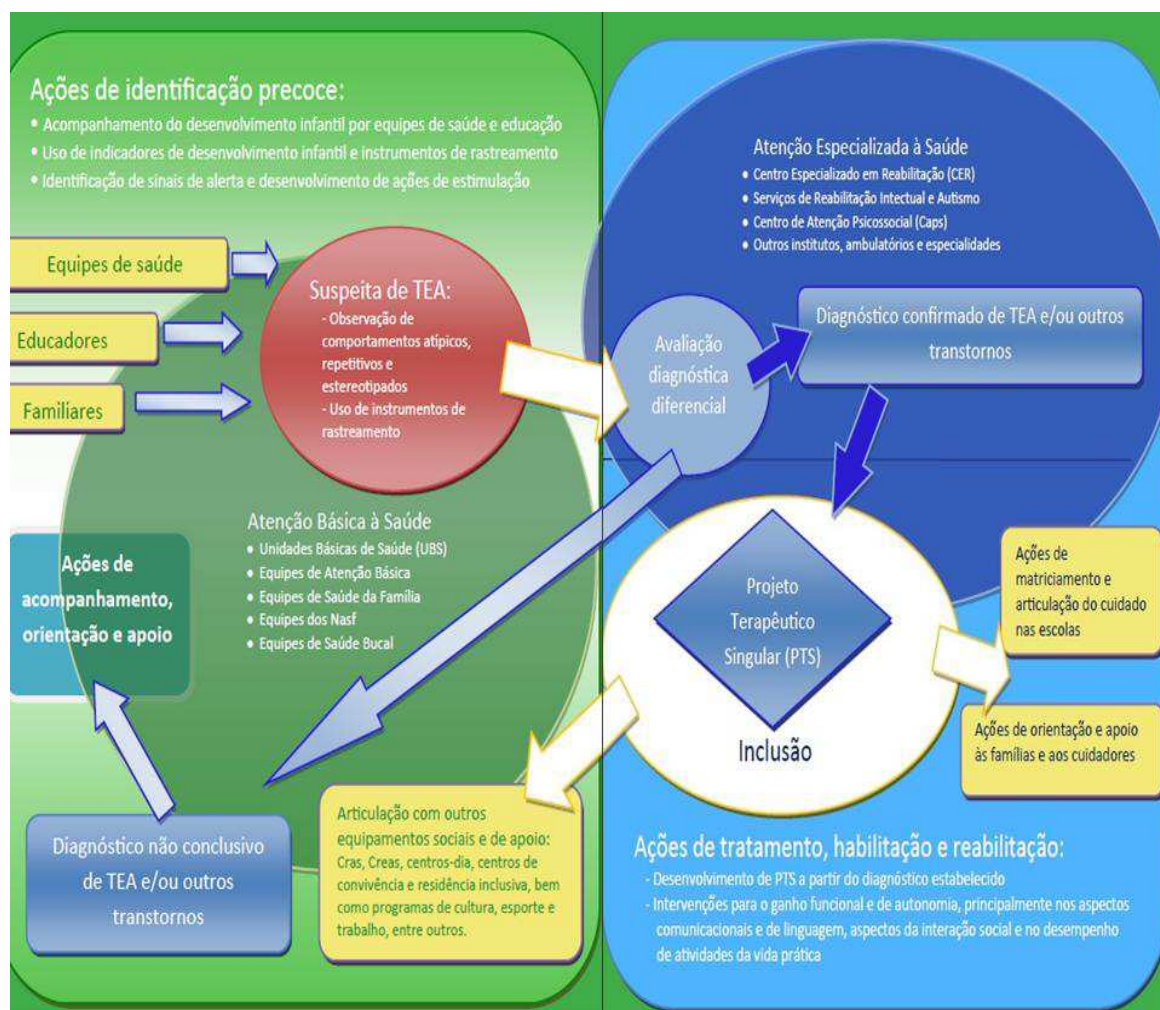 Ações de identificação precoce:
• Acompanhamento do desenvolvimento infantil por equipes de saúde e educação
• Uso de indicadores de desenvolvimento infantil e instrumentos de rastreamento
• Identificação de sinais de alerta e desenvolvimento de ações de estimulação
Equipes de saúde
Educadores
Familiares
Suspeita de TEA:
- Observação de
comportamentos atípicos,
repetitivos e
estereotipados
- Uso de instrumentos de
rastreamento
Atenção Básica à Saúde
• Unidades Básicas de Saúde (UBS)
• Equipes de Atenção Básica
• Equipes de Saúde da Família
• Equipes dos Nasf
• Equipes de Saúde Bucal
Ações de
acompanhamento,
orientação e apoio
Diagnóstico não conclusivo
de TEA e/ou outros
transtornos
Articulação com outros
equipamentos sociais e de apoio:
Cras, Creas, centros-dia, centros de
convivência e residência inclusiva, bem
como programas de cultura, esporte e
trabalho, entre outros.
Atenção Especializada à Saúde
• Centro Especializado em Reabilitação (CER)
• Serviços de Reabilitação Intectual e Autismo
• Centro de Atenção Psicossocial (Caps)
• Outros institutos, ambulatórios e especialidades
Avaliação
diagnóstica
diferencial
Diagnóstico confirmado de TEA e/ou outros
transtornos
Projeto
Terapêutico
Singular (PTS)
Inclusão
Ações de
matriciamento e
articulação do cuidado
nas escolas
Ações de orientação e apoio
às famílias e aos cuidadores
Ações de tratamento, habilitação e reabilitação:
- Desenvolvimento de PTS a partir do diagnóstico estabelecido
- Intervenções para o ganho funcional e de autonomia, principalmente nos aspectos
comunicacionais e de linguagem, aspectos da interação social e no desempenho
de atividades da vida prática